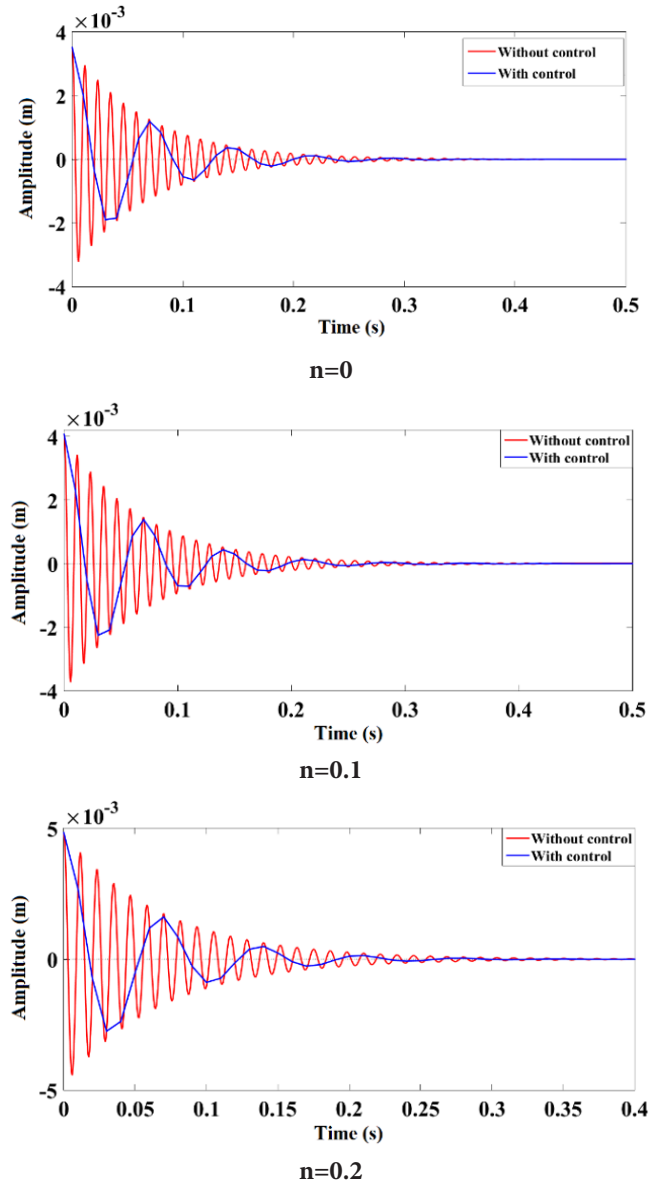 ×10⁻³
4
2
0
-2
-4
Amplitude (m)
Without control
With control
0 0.1 0.2 0.3 0.4 0.5
Time (s)
n=0
×10⁻³
4
2
0
-2
-4
Amplitude (m)
Without control
With control
0 0.1 0.2 0.3 0.4 0.5
Time (s)
n=0.1
×10⁻³
5
0
-5
Amplitude (m)
Without control
With control
0 0.05 0.1 0.15 0.2 0.25 0.3 0.35 0.4
Time (s)
n=0.2